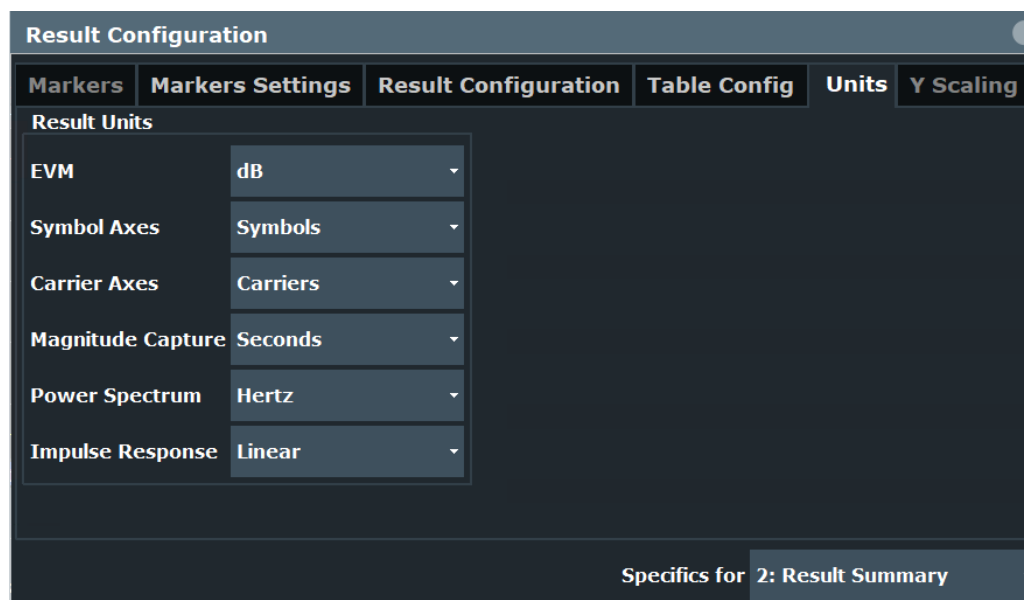 Result Configuration
Markers Markers Settings Result Configuration Table Config Units Y Scaling
Result Units
EVM dB
Symbol Axes Symbols
Carrier Axes Carriers
Magnitude Capture Seconds
Power Spectrum Hertz
Impulse Response Linear
Specifics for 2: Result Summary